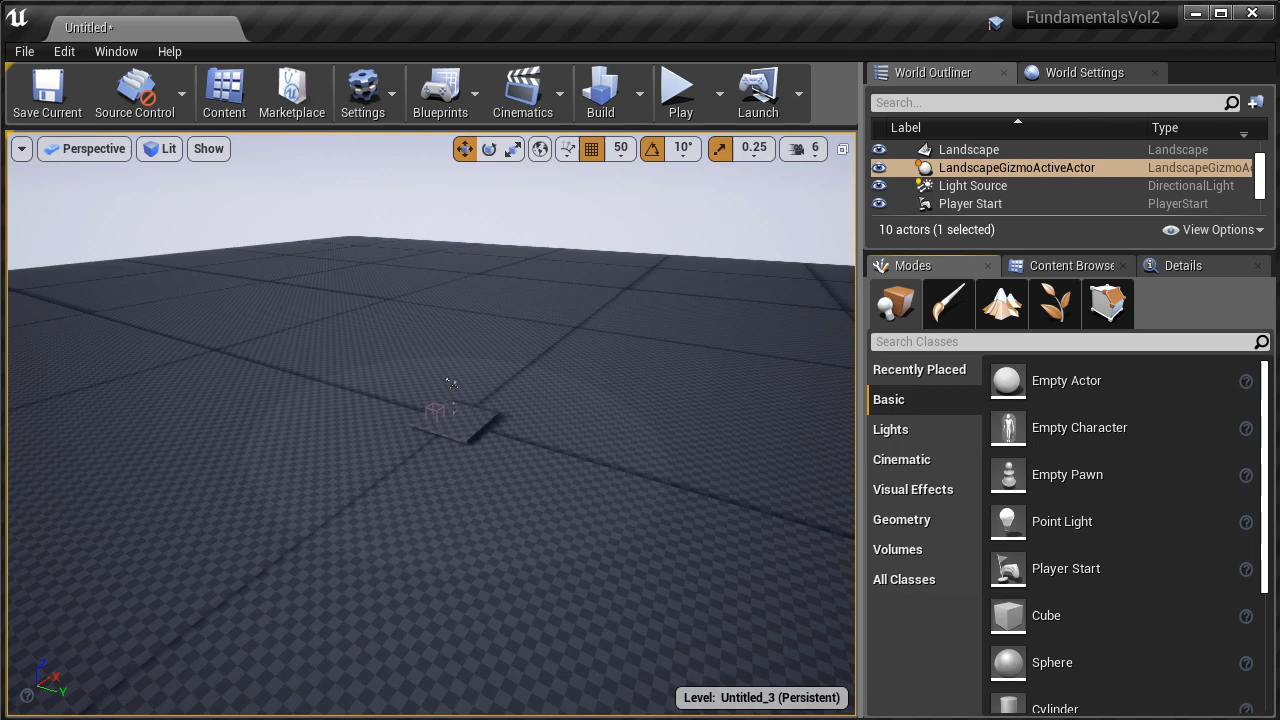 Untitled*
FundamentalsVol2
File Edit Window Help
World Outliner
World Settings
Save Current
Source Control
Content
Marketplace
Settings
Blueprints
Cinematics
Build
Play
Launch
Search...
Label Type
Landscape Landscape
LandscapeGizmoActiveActor LandscapeGizmoA
Light Source DirectionalLight
Player Start PlayerStart
10 actors (1 selected) View Options
Perspective
Lit
Show
50
10°
0.25
6
Modes
Content Browse
Details
Search Classes
Recently Placed
Basic
Lights
Cinematic
Visual Effects
Geometry
Volumes
All Classes
Empty Actor
Empty Character
Empty Pawn
Point Light
Player Start
Cube
Sphere
Cylinder
Z
X
Y
Level: Untitled_3 (Persistent)